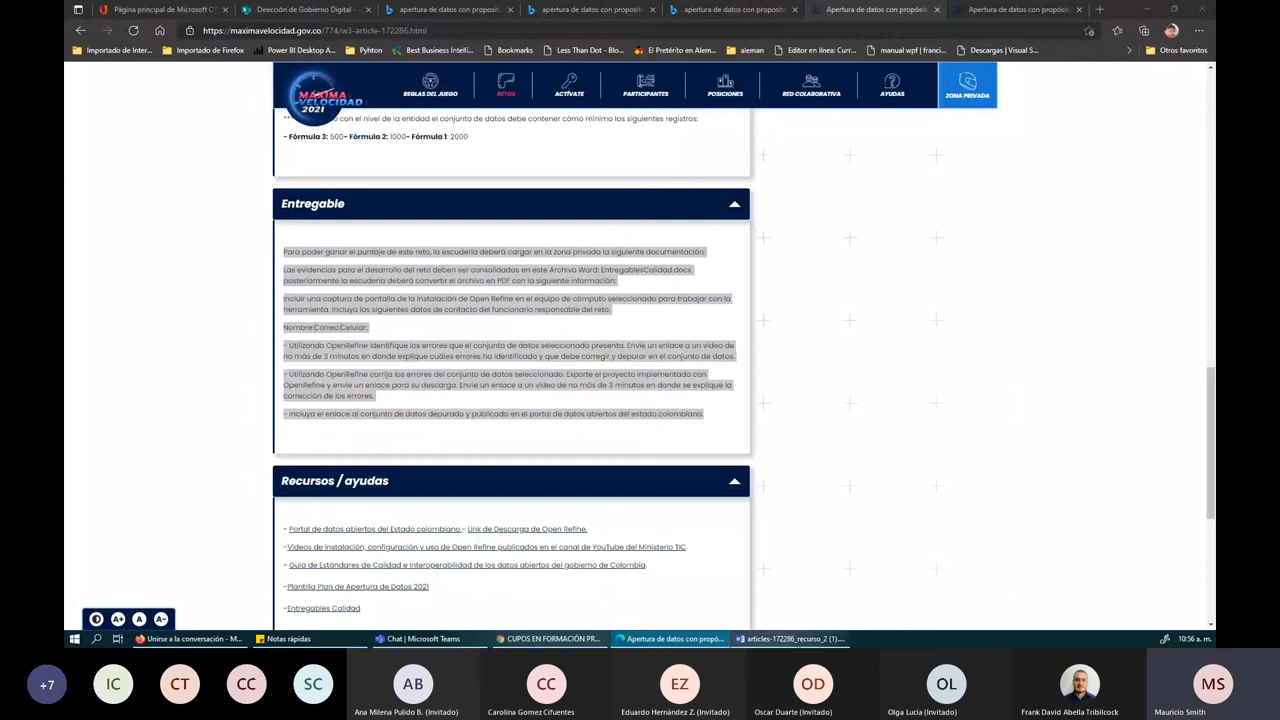 Página principal de Microsoft Of
Dirección de Gobierno Digital -
apertura de datos con proposit
apertura de datos con proposit
apertura de datos con proposit
Apertura de datos con propós
Apertura de datos con propósit
https://maximavelocidad.gov.co/774/w3-article-172286.html
Importado de Inter...
Importado de Firefox
Power BI Desktop A...
Pyhton
Best Business Intelli...
Bookmarks
Less Than Dot - Blo...
El Pretérito en Alem...
aleman
Editor en línea: Curr...
manual wpf | franci...
Descargas | Visual S...
Otros favoritos
MÁXIMA
VELOCIDAD
2021
REGLAS DEL JUEGO
RETOS
ACTÍVATE
PARTICIPANTES
POSICIONES
RED COLABORATIVA
AYUDAS
ZONA PRIVADA
con el nivel de la entidad el conjunto de datos debe contener cómo mínimo los siguientes registros:
- Fórmula 3: 500- Fórmula 2: 1000- Fórmula 1: 2000
Entregable
Para poder ganar el puntaje de este reto, la escudería deberá cargar en la zona privada la siguiente documentación:
Las evidencias para el desarrollo del reto deben ser consolidadas en este Archivo Word: EntregablesCalidad.docx.
posteriormente la escudería deberá convertir el archivo en PDF con la siguiente información:
Incluir una captura de pantalla de la instalación de Open Refine en el equipo de cómputo seleccionado para trabajar con la
herramienta. Incluya los siguientes datos de contacto del funcionario responsable del reto:
Nombre:Correo:Celular:
- Utilizando OpenRefine identifique los errores que el conjunto de datos seleccionado presenta. Envíe un enlace a un video de
no más de 3 minutos en donde explique cuáles errores ha identificado y que debe corregir y depurar en el conjunto de datos.
- Utilizando OpenRefine corrija los errores del conjunto de datos seleccionado. Exporte el proyecto implementado con
OpenRefine y envíe un enlace para su descarga. Envíe un enlace a un video de no más de 3 minutos en donde se explique la
corrección de los errores.
- Incluya el enlace al conjunto de datos depurado y publicado en el portal de datos abiertos del estado colombiano.
Recursos / ayudas
- Portal de datos abiertos del Estado colombiano.- Link de Descarga de Open Refine.
-Videos de instalación, configuración y uso de Open Refine publicados en el canal de YouTube del Ministerio TIC.
- Guía de Estándares de Calidad e Interoperabilidad de los datos abiertos del gobierno de Colombia.
-Plantilla Plan de Apertura de Datos 2021
-Entregables Calidad
A+ A A-
Unirse a la conversación - M...
Notas rápidas
Chat | Microsoft Teams
CUPOS EN FORMACIÓN PR...
Apertura de datos con propó...
articles-172286_recurso_2 (1)....
10:56 a. m.
+7
IC
CT
CC
SC
AB
CC
EZ
OD
OL
MS
Ana Milena Pulido B. (Invitado)
Carolina Gomez Cifuentes
Eduardo Hernández Z. (Invitado)
Oscar Duarte (Invitado)
Olga Lucía (Invitado)
Frank David Abella Tribilcock
Mauricio Smith